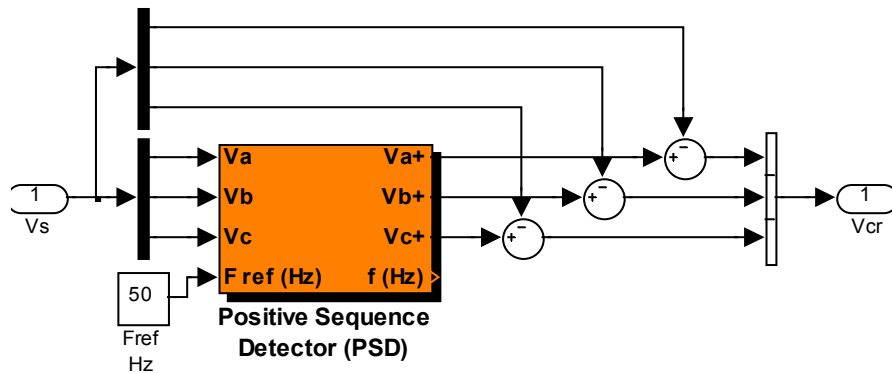 Va Va+
+ −
1 Vb Vb+ + − 1
Vs Vc Vc+ + − Vcr
50 F ref (Hz) f (Hz)
Fref
Hz
Positive Sequence
Detector (PSD)